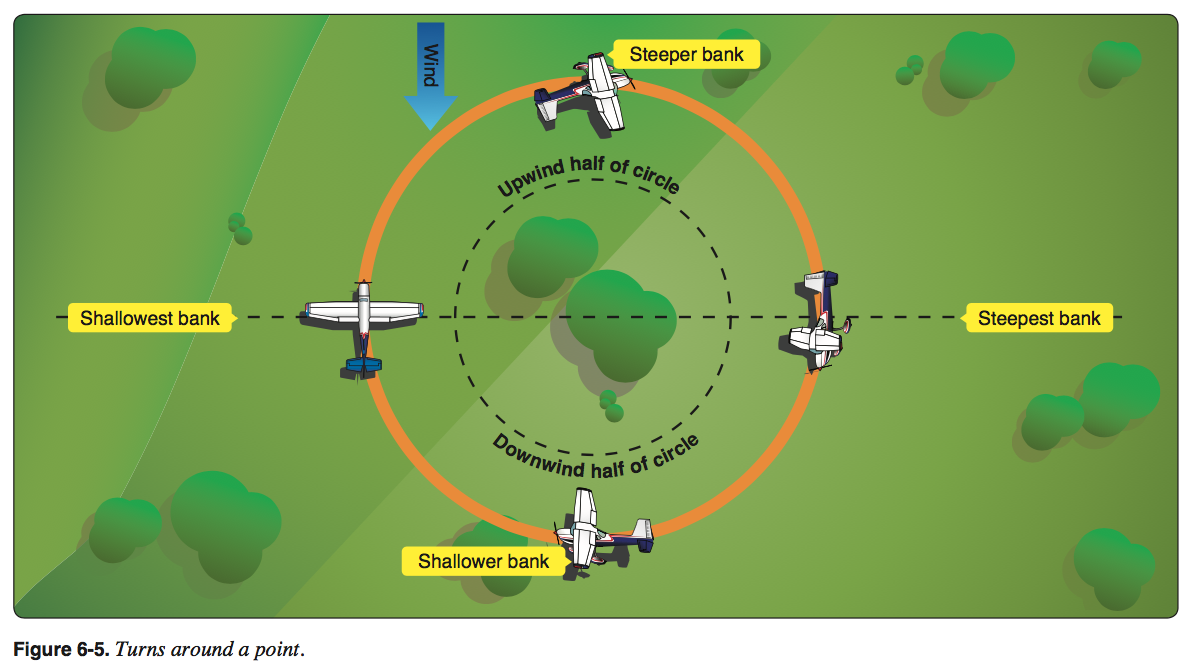 Wind
Steeper bank
Upwind half of circle
Shallowest bank
Steepest bank
Downwind half of circle
Shallower bank
Figure 6-5. Turns around a point.